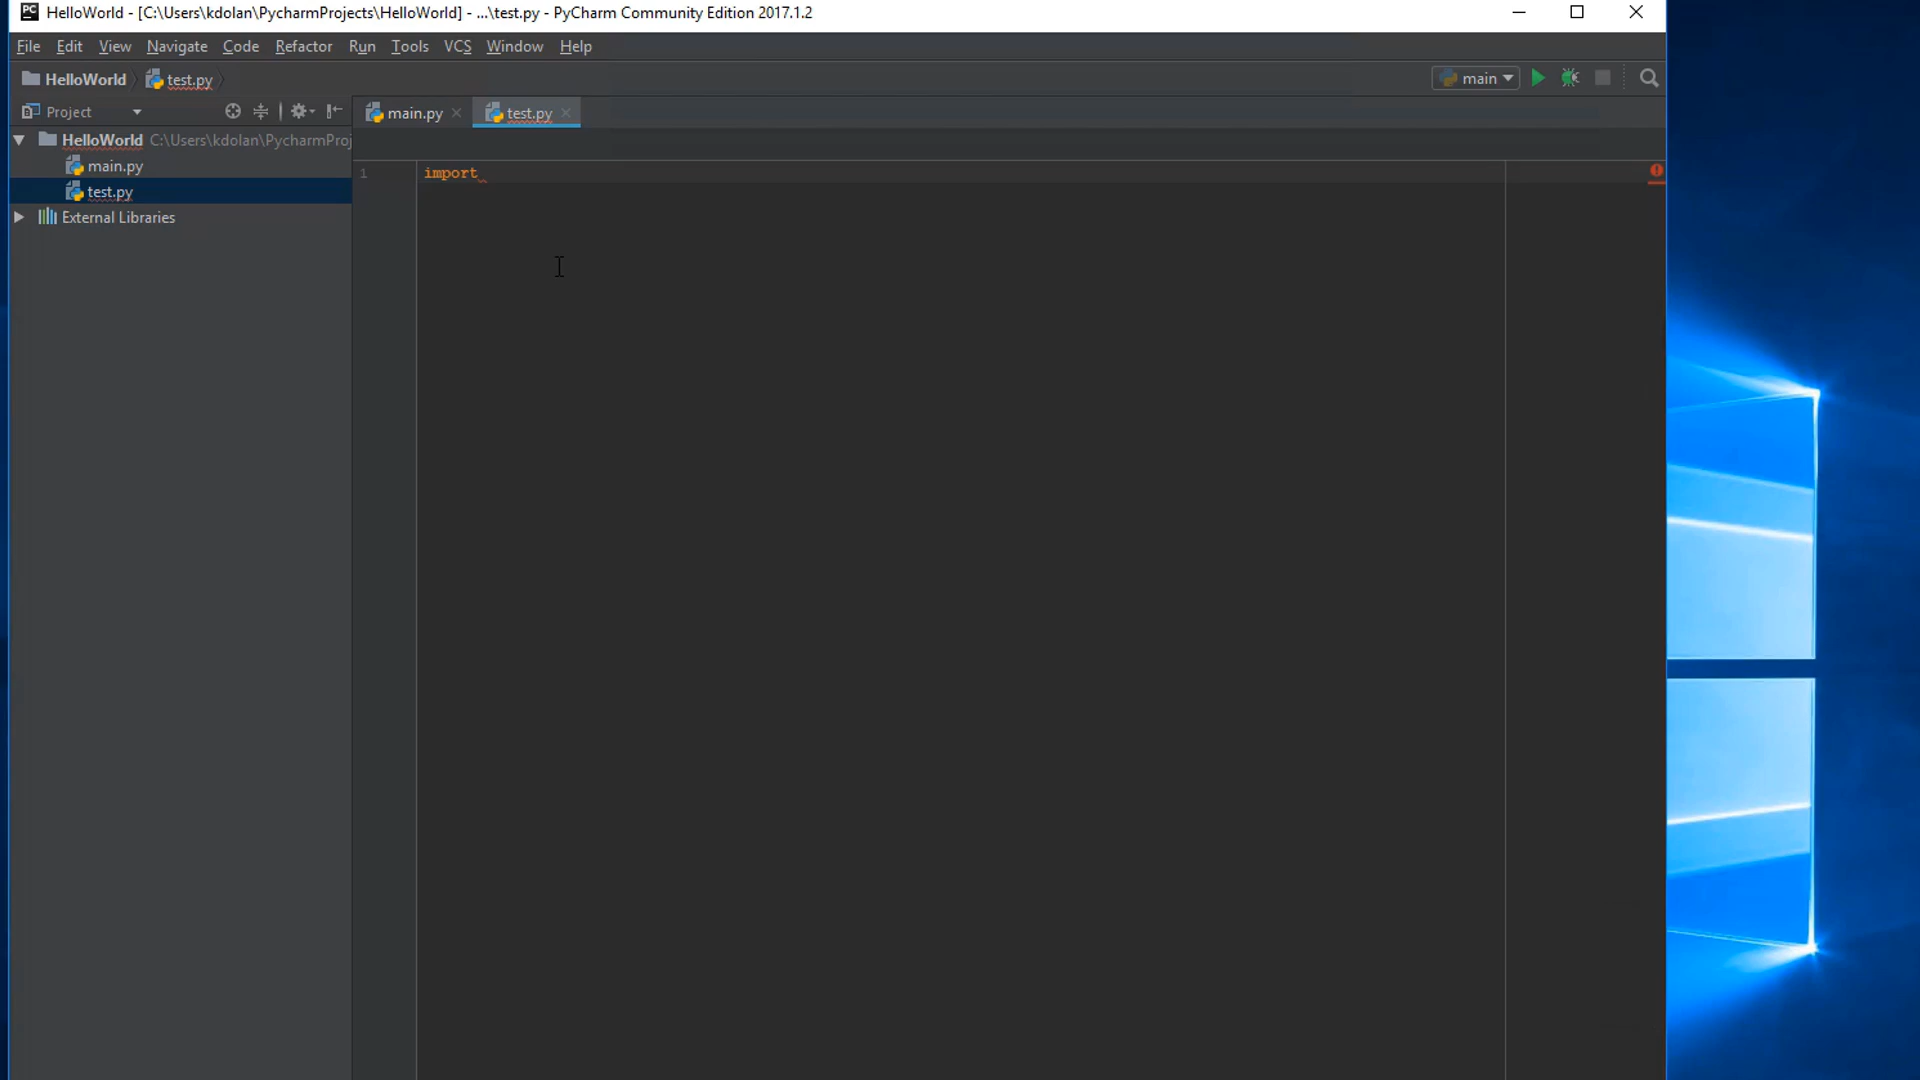 PC HelloWorld - [C:\Users\kdolan\PycharmProjects\HelloWorld] - ...\test.py - PyCharm Community Edition 2017.1.2
File Edit View Navigate Code Refactor Run Tools VCS Window Help
HelloWorld test.py main
Project main.py test.py
HelloWorld C:\Users\kdolan\PycharmProj
main.py
test.py
External Libraries
1 import